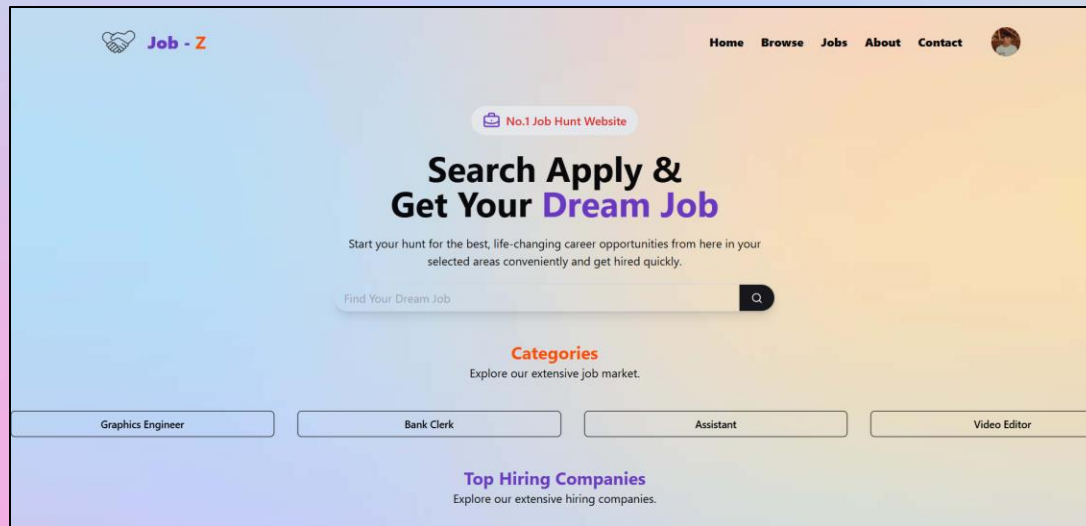 Job - Z
Home Browse Jobs About Contact
No.1 Job Hunt Website
Search Apply &
Get Your Dream Job
Start your hunt for the best, life-changing career opportunities from here in your
selected areas conveniently and get hired quickly.
Find Your Dream Job
Categories
Explore our extensive job market.
Graphics Engineer Bank Clerk Assistant Video Editor
Top Hiring Companies
Explore our extensive hiring companies.